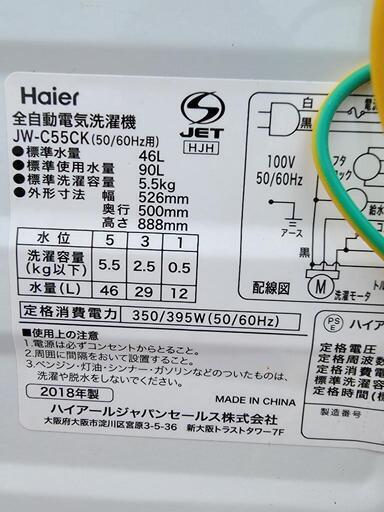 Haier
全自動電気洗濯機
JW-C55CK(50/60Hz用)
JET
HJH
●標準水量 46L
●標準使用水量 90L
●標準洗濯容量 5.5kg
●外形寸法 幅 526mm
奥行 500mm
高さ 888mm
水位 5 3 1
洗濯容量(kg以下) 5.5 2.5 0.5
水量(L) 46 29 12
定格消費電力 350/395W(50/60Hz)
白
黒
100V
50/60Hz
アース
黒
配線図
M
洗濯モータ
■使用上の注意
1.電源は必ずコンセントからとること。
2.周囲に間隔をおいて設置すること。
3.ベンジン・灯油・シンナー・ガソリンなどのついたものは、
洗濯や脱水をしないこと。
2018年製
MADE IN CHINA
ハイアールジャパンセールス株式会社
大阪府大阪市淀川区宮原3-5-36 新大阪トラストタワー7F
PSE
定格電圧
定格周波数
定格消費電
標準洗濯容
定格時間(標
製造番号